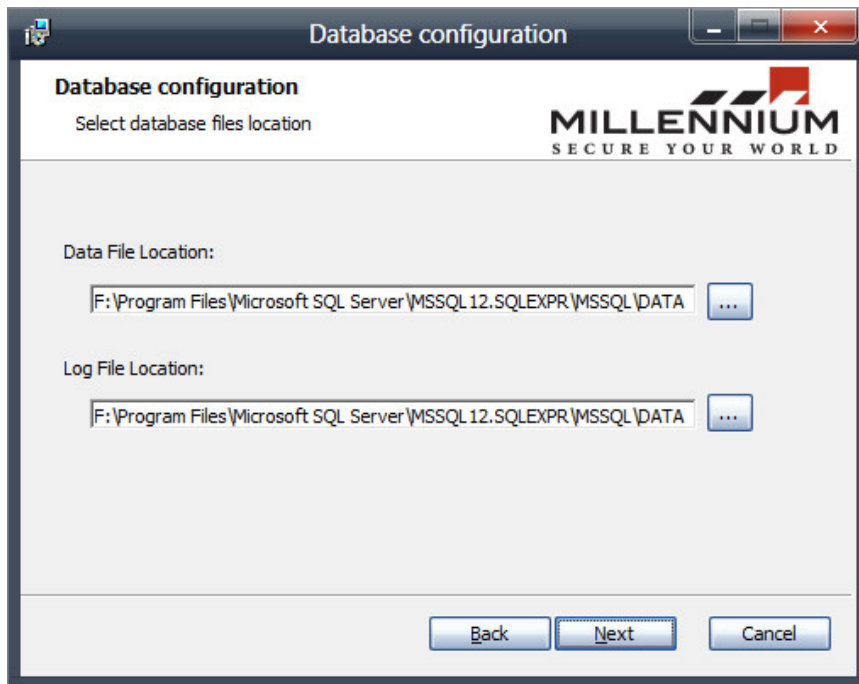 Database configuration
Database configuration
Select database files location
MILLENNIUM
SECURE YOUR WORLD
Data File Location:
F:\Program Files\Microsoft SQL Server\MSSQL12.SQLEXPR\MSSQL\DATA
...
Log File Location:
F:\Program Files\Microsoft SQL Server\MSSQL12.SQLEXPR\MSSQL\DATA
...
Back Next Cancel